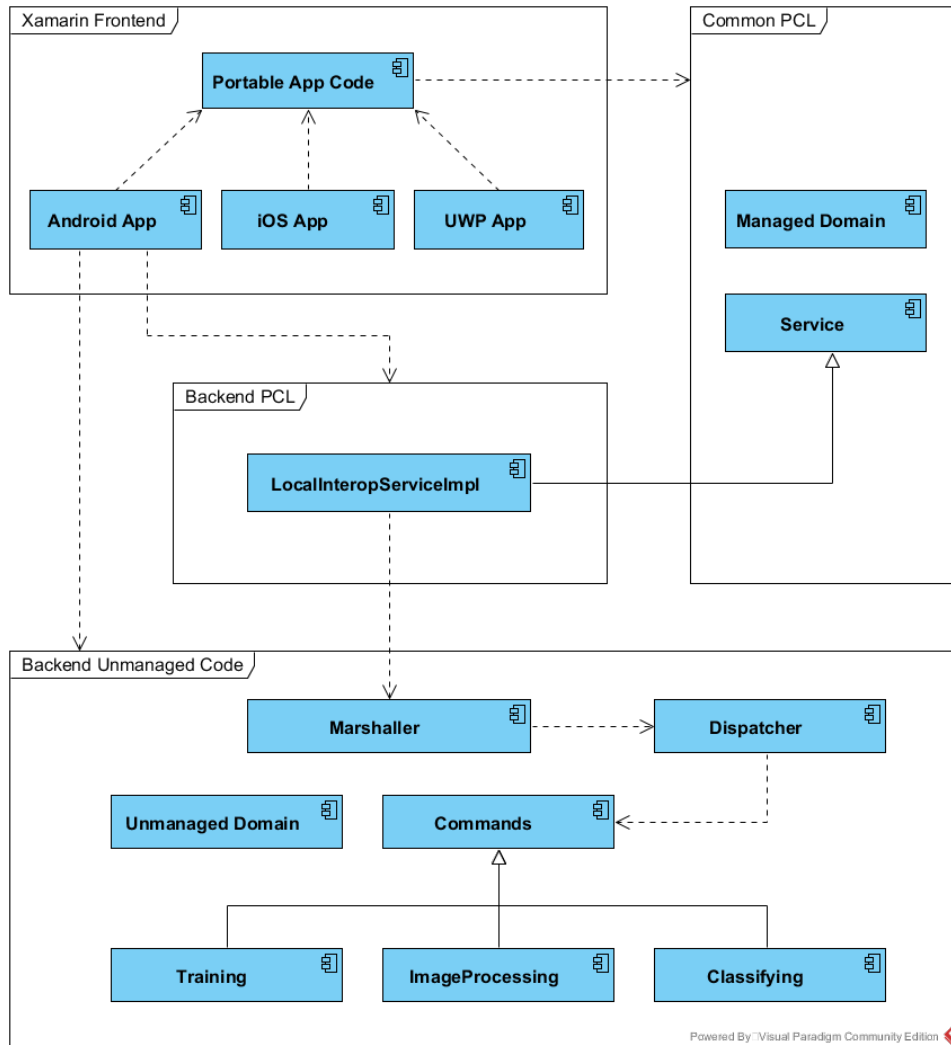 Xamarin Frontend
Common PCL
Portable App Code
Android App
iOS App
UWP App
Managed Domain
Service
Backend PCL
LocalInteropServiceImpl
Backend Unmanaged Code
Marshaller
Dispatcher
Unmanaged Domain
Commands
Training
ImageProcessing
Classifying
Powered By Visual Paradigm Community Edition